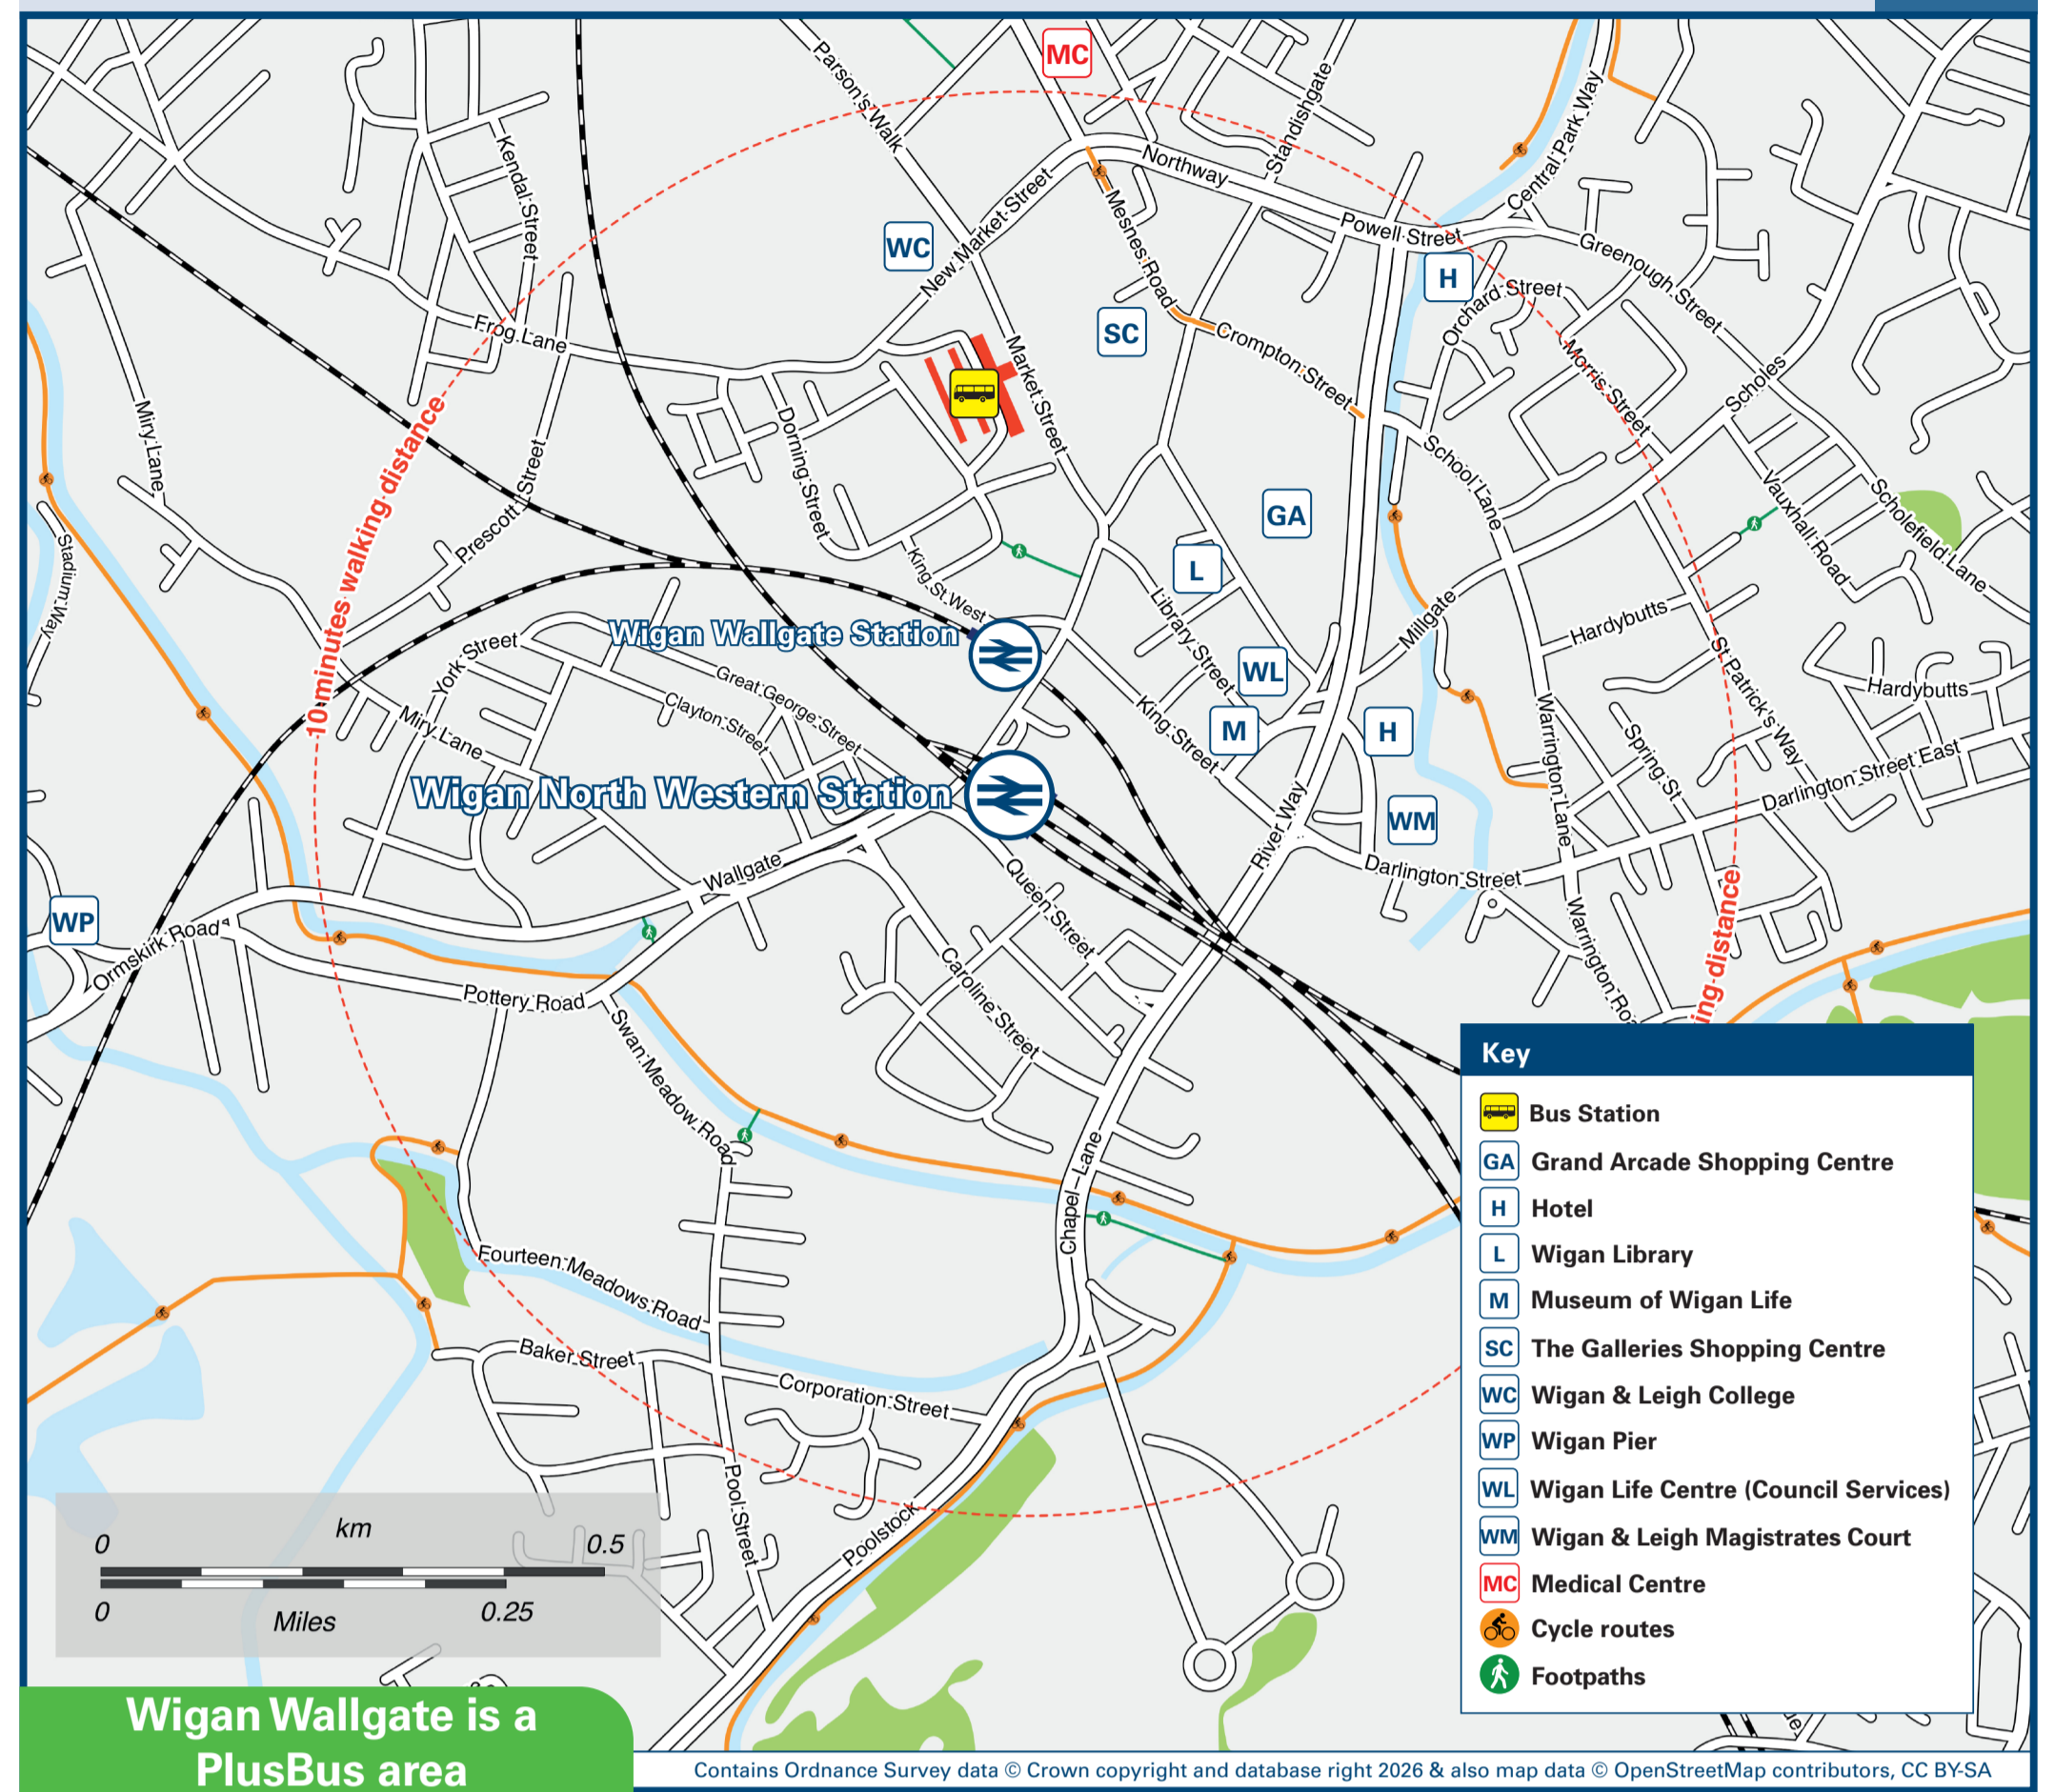 MC
Parson's Walk
Standishgate
Central Park Way
Kendal Street
Northway
New Market Street
Mesnes Road
Powell Street
WC
Greenough Street
H
Orchard Street
SC
Frog Lane
Market Street
Crompton Street
Morris Street
Scholes
Miry Lane
Dorning Street
School Lane
Prescott Street
10 minutes walking distance
Vauxhall Road
Scholefield Lane
GA
L
Stadium Way
King St West
Library Street
Millgate
Hardybutts
Wigan Wallgate Station
York Street
Great George Street
Clayton Street
WL
St Patrick's Way
Hardybutts
Miry Lane
King Street
M
H
Warrington Lane
Spring St
Darlington Street East
Wigan North Western Station
WM
River Way
Wallgate
Queen Street
Darlington Street
WP
Ormskirk Road
Caroline Street
Warrington Ro
ing distance
Pottery Road
Swan Meadow Road
Chapel Lane
Fourteen Meadows Road
Baker Street
Corporation Street
Pool Street
Poolstock
Key
Bus Station
GA Grand Arcade Shopping Centre
H Hotel
L Wigan Library
M Museum of Wigan Life
SC The Galleries Shopping Centre
WC Wigan & Leigh College
WP Wigan Pier
WL Wigan Life Centre (Council Services)
WM Wigan & Leigh Magistrates Court
MC Medical Centre
Cycle routes
Footpaths
km
0 0.5
0 0.25
Miles
Wigan Wallgate is a
PlusBus area
Contains Ordnance Survey data © Crown copyright and database right 2026 & also map data © OpenStreetMap contributors, CC BY-SA